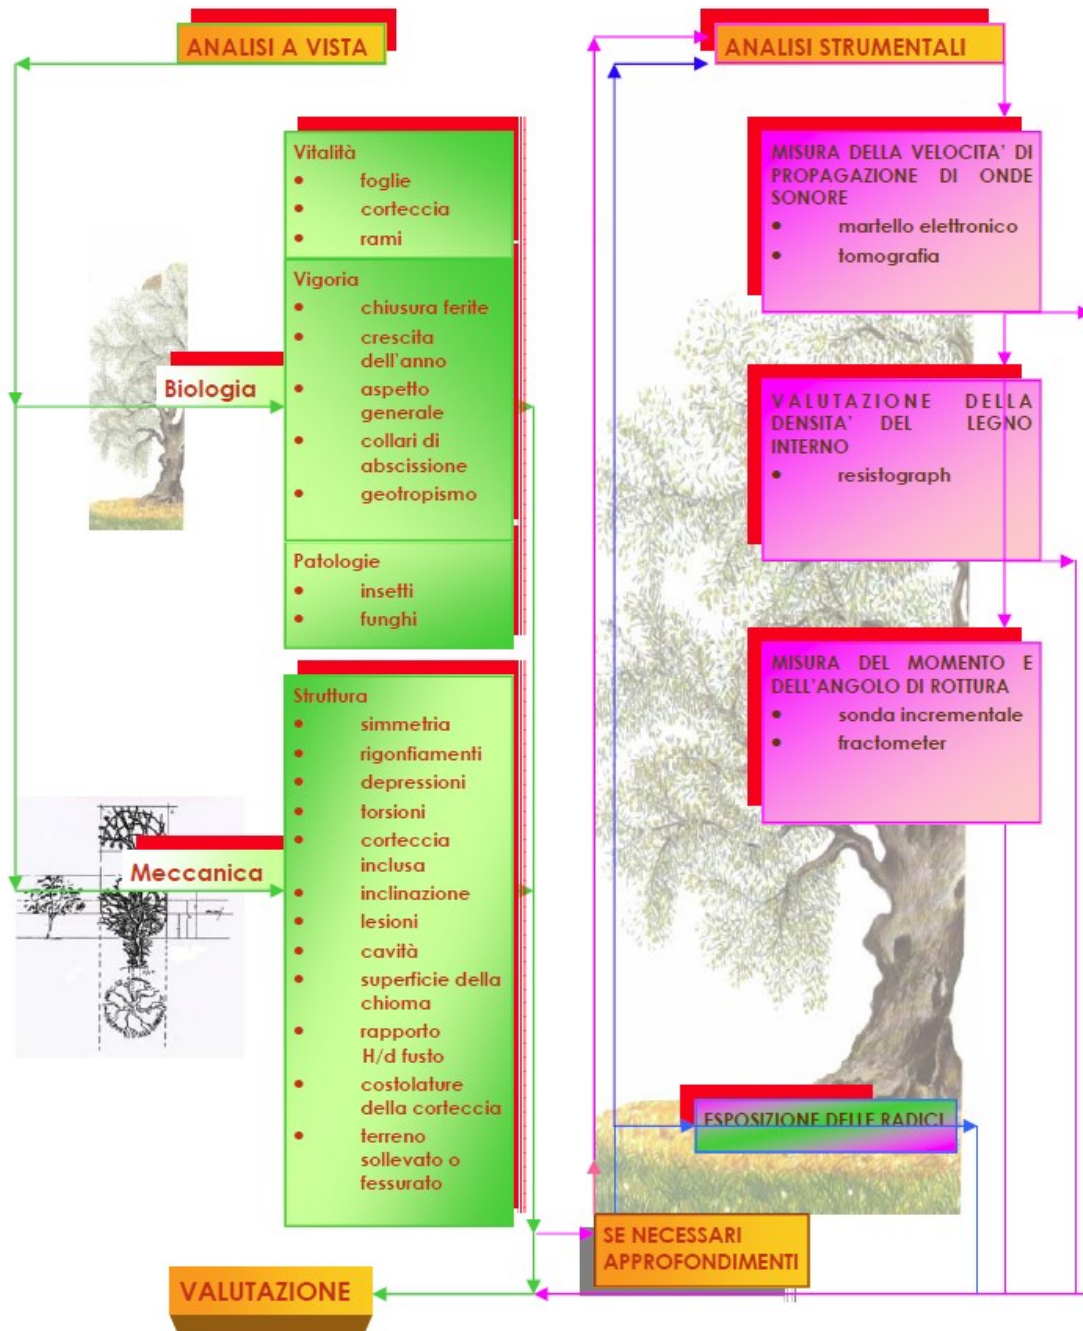 ANALISI A VISTA
Vitalità
• foglie
• corteccia
• rami
Vigoria
• chiusura ferite
• crescita
dell'anno
• aspetto
generale
• collari di
abscissione
• geotropismo
Biologia
Patologie
• insetti
• funghi
Struttura
• simmetria
• rigonfiamenti
• depressioni
• torsioni
• corteccia
inclusa
• inclinazione
• lesioni
• cavità
• superficie della
chioma
• rapporto
H/d fusto
• costolature
della corteccia
• terreno
sollevato o
fessurato
Meccanica
VALUTAZIONE
ANALISI STRUMENTALI
MISURA DELLA VELOCITA' DI
PROPAGAZIONE DI ONDE
SONORE
• martello elettronico
• tomografia
VALUTAZIONE DELLA
DENSITA' DEL LEGNO
INTERNO
• resistograph
MISURA DEL MOMENTO E
DELL'ANGOLO DI ROTTURA
• sonda incrementale
• fractometer
ESPOSIZIONE DELLE RADICI
SE NECESSARI
APPROFONDIMENTI